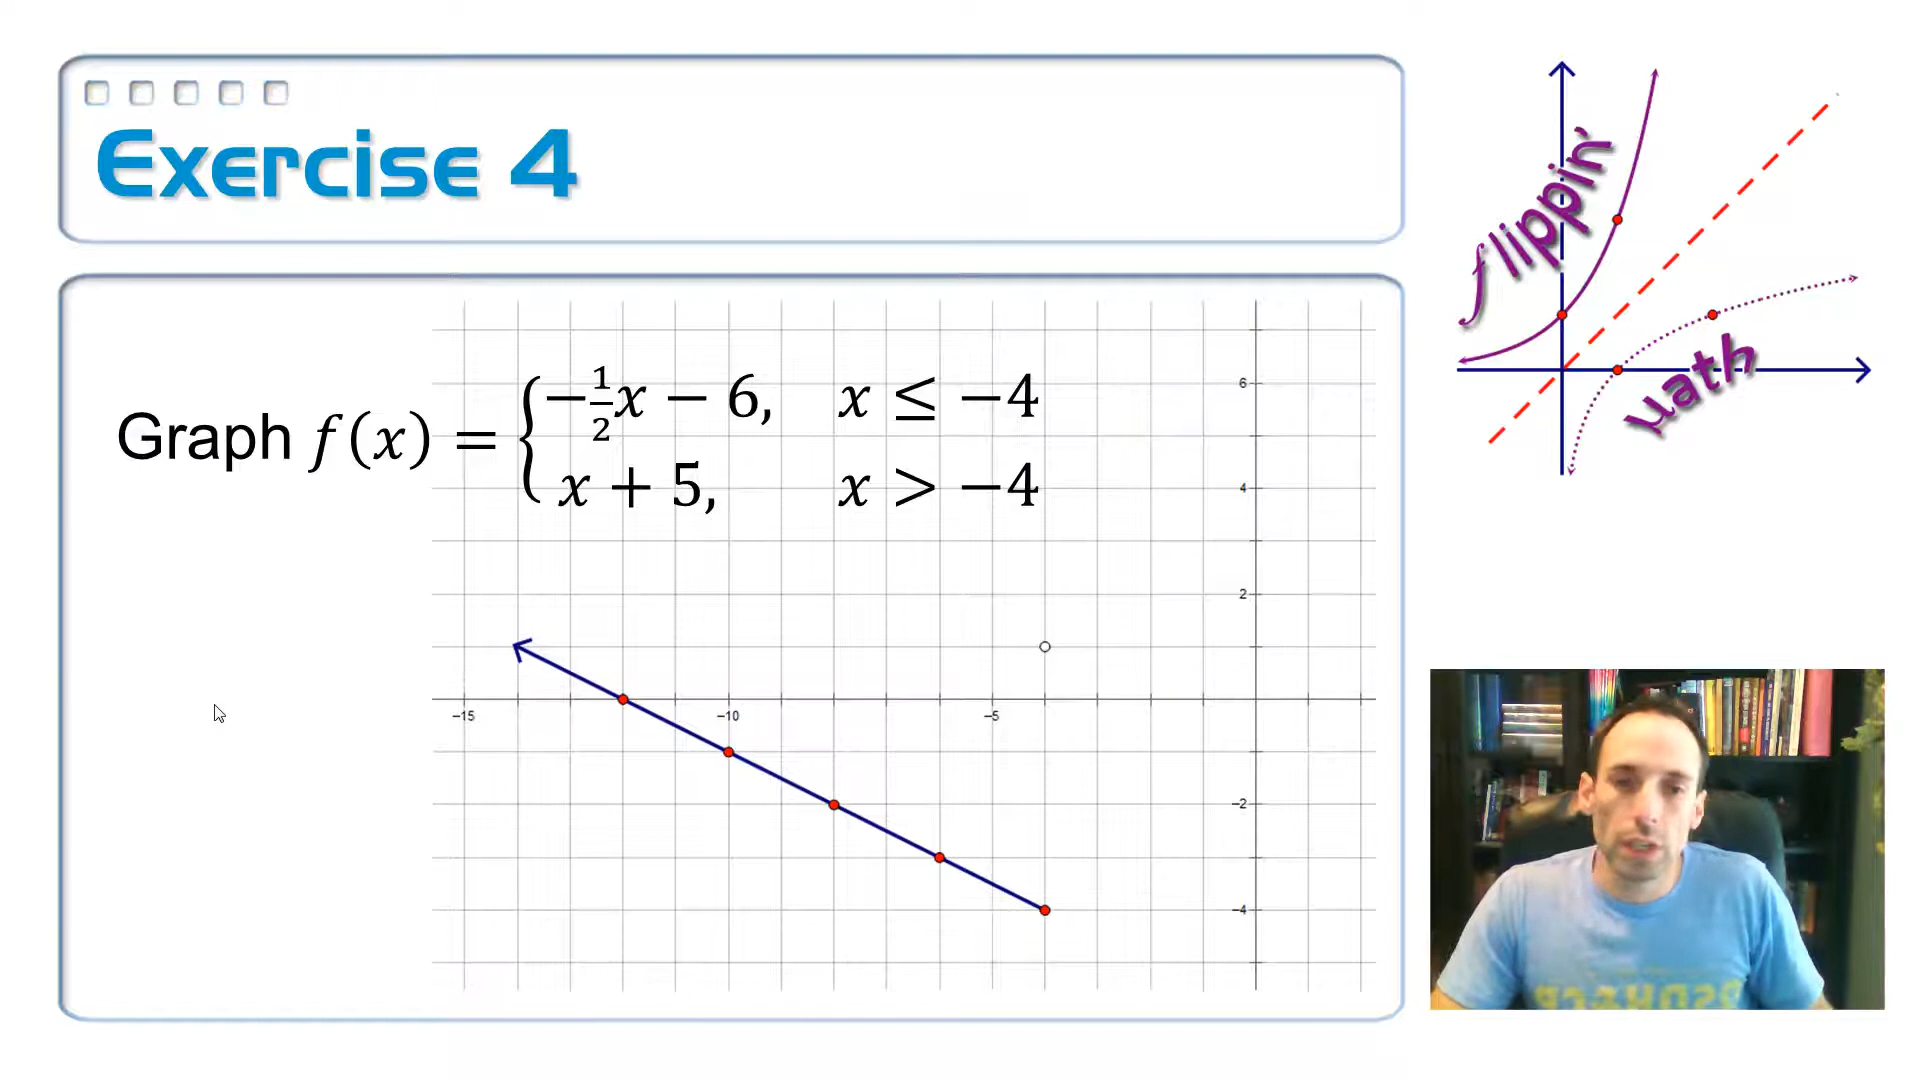 Exercise 4
flippin'
math
Graph f(x) = { −1/2x − 6, x ≤ −4
x + 5, x > −4
6
4
2
−15 −10 −5
−2
−4